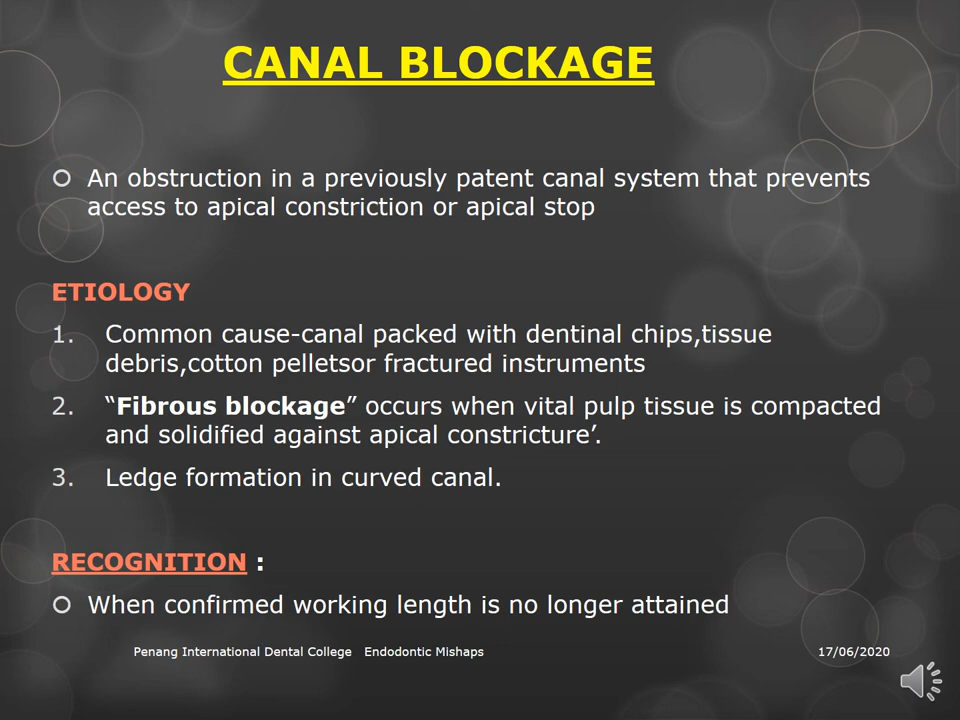 CANAL BLOCKAGE
An obstruction in a previously patent canal system that prevents
access to apical constriction or apical stop
ETIOLOGY
1. Common cause-canal packed with dentinal chips,tissue
debris,cotton pelletsor fractured instruments
2. “Fibrous blockage” occurs when vital pulp tissue is compacted
and solidified against apical constricture’.
3. Ledge formation in curved canal.
RECOGNITION :
When confirmed working length is no longer attained
Penang International Dental College Endodontic Mishaps 17/06/2020